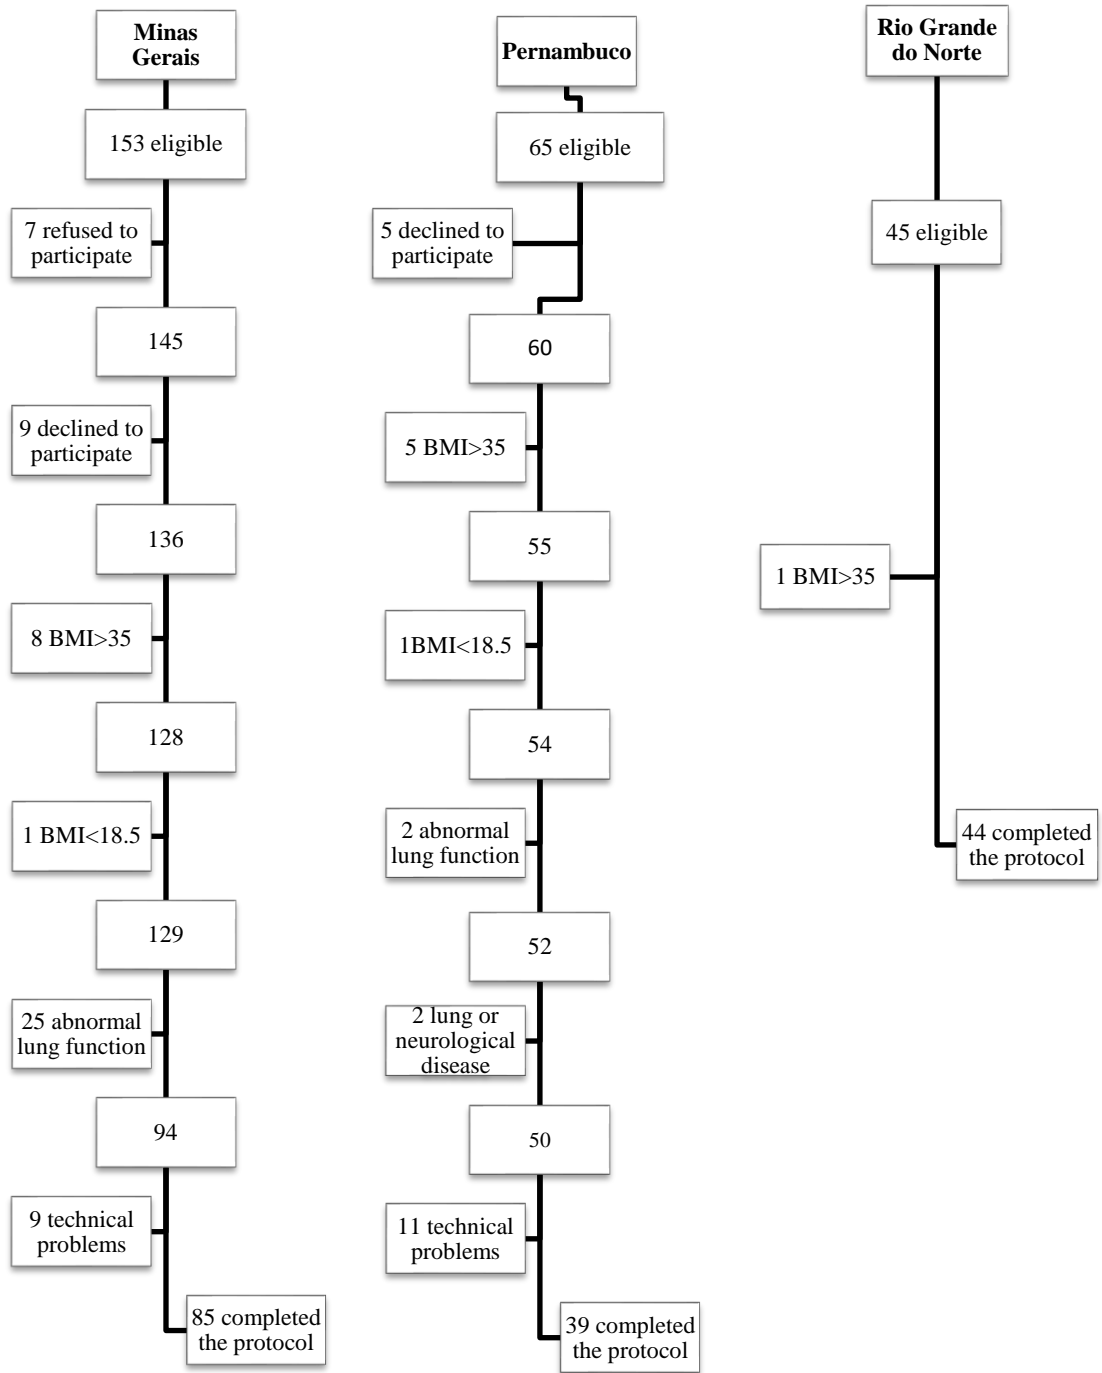 Minas
Gerais
153 eligible
7 refused to
participate
145
9 declined to
participate
136
8 BMI>35
128
1 BMI<18.5
129
25 abnormal
lung function
94
9 technical
problems
85 completed
the protocol
Pernambuco
65 eligible
5 declined to
participate
60
5 BMI>35
55
1BMI<18.5
54
2 abnormal
lung function
52
2 lung or
neurological
disease
50
11 technical
problems
39 completed
the protocol
Rio Grande
do Norte
45 eligible
1 BMI>35
44 completed
the protocol